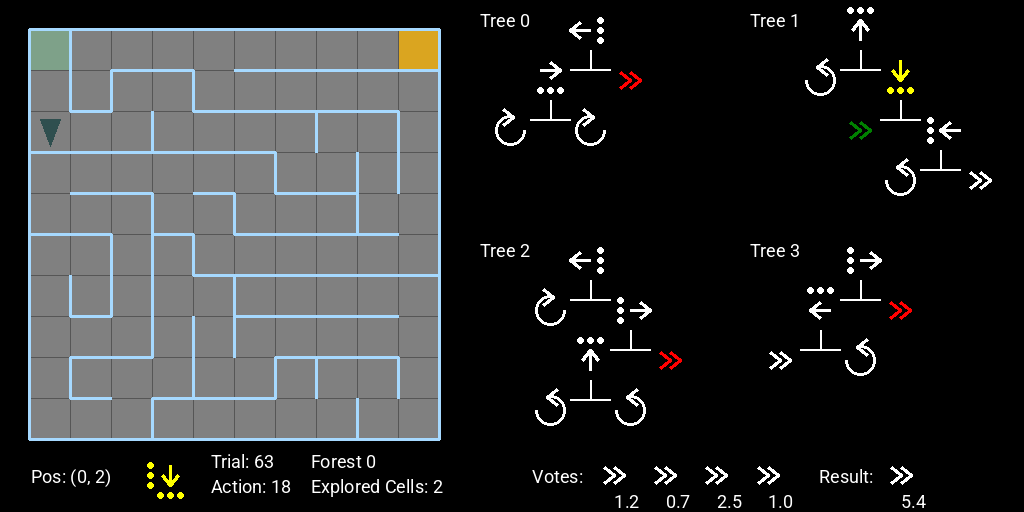 Tree 0
Tree 1
Tree 2
Tree 3
Pos: (0, 2)
Trial: 63
Forest 0
Action: 18
Explored Cells: 2
Votes:
1.2
0.7
2.5
1.0
Result:
5.4